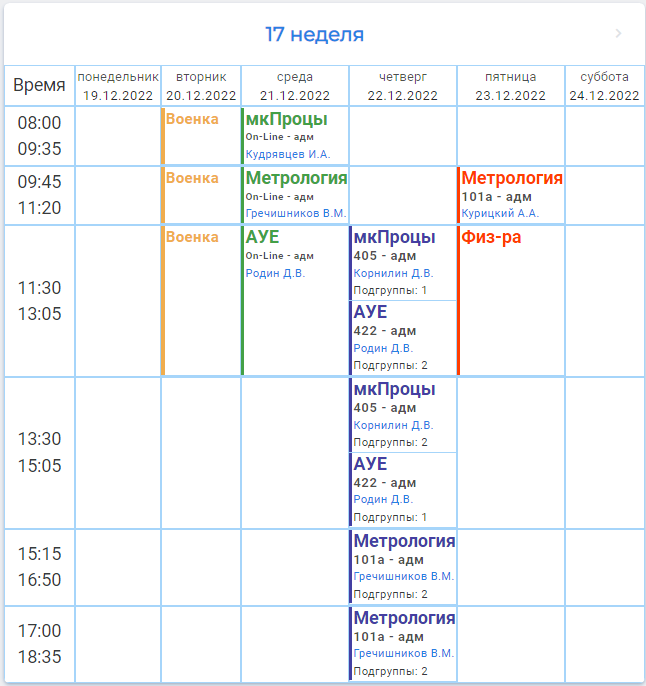 17 неделя
Время
понедельник
19.12.2022
вторник
20.12.2022
среда
21.12.2022
четверг
22.12.2022
пятница
23.12.2022
суббота
24.12.2022
08:00
09:35
Военка
мкПроцы
On-Line - адм
Кудрявцев И.А.
09:45
11:20
Военка
Метрология
On-Line - адм
Гречишников В.М.
Метрология
101а - адм
Курицкий А.А.
11:30
13:05
Военка
АУЕ
On-Line - адм
Родин Д.В.
мкПроцы
405 - адм
Корнилин Д.В.
Подгруппы: 1
АУЕ
422 - адм
Родин Д.В.
Подгруппы: 2
Физ-ра
13:30
15:05
мкПроцы
405 - адм
Корнилин Д.В.
Подгруппы: 2
АУЕ
422 - адм
Родин Д.В.
Подгруппы: 1
15:15
16:50
Метрология
101а - адм
Гречишников В.М.
Подгруппы: 2
17:00
18:35
Метрология
101а - адм
Гречишников В.М.
Подгруппы: 2